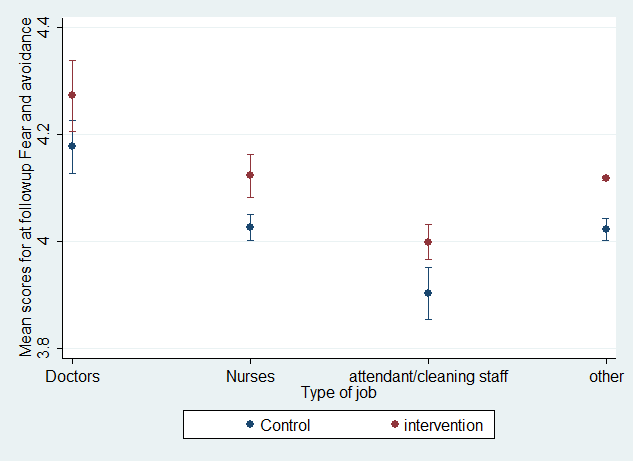 Mean scores for at followup Fear and avoidance
4.4
4.2
4
3.8
Doctors Nurses attendant/cleaning staff other
Type of job
Control intervention